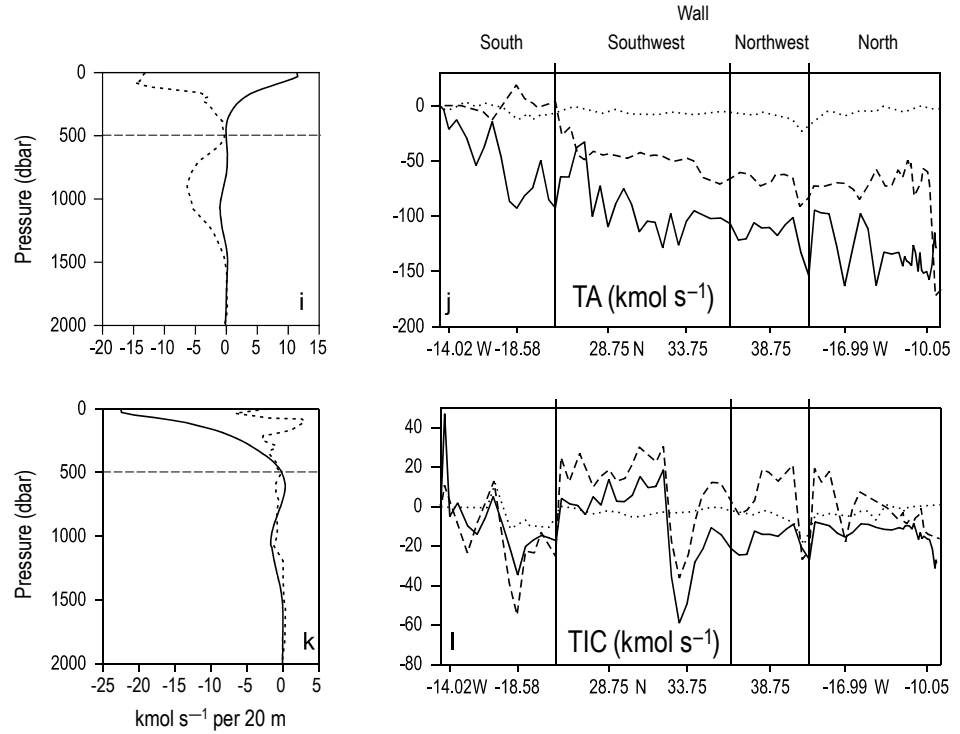 Wall
South Southwest Northwest North
0
500
1000
1500
2000
Pressure (dbar)
i
-20 -15 -10 -5 0 5 10 15
0
-50
-100
-150
-200
j
TA (kmol s⁻¹)
-14.02 W -18.58 28.75 N 33.75 38.75 -16.99 W -10.05
0
500
1000
1500
2000
Pressure (dbar)
k
-25 -20 -15 -10 -5 0 5
kmol s⁻¹ per 20 m
40
20
0
-20
-40
-60
-80
l
TIC (kmol s⁻¹)
-14.02 W -18.58 28.75 N 33.75 38.75 -16.99 W -10.05